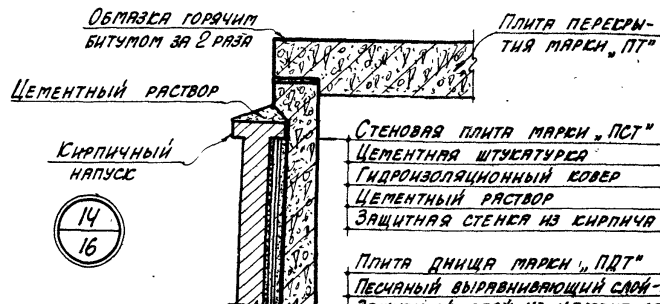 Обмазка горячим
битумом за 2 раза
Плита перекры-
тия марки „ПТ"
Цементный раствор
Кирпичный
напуск
14
16
Стеновая плита марки „ПСТ"
Цементная штукатурка
Гидроизоляционный ковер
Цементный раствор
Защитная стенка из кирпича
Плита днища марки „ПДТ"
Песчаный выравнивающий слой-